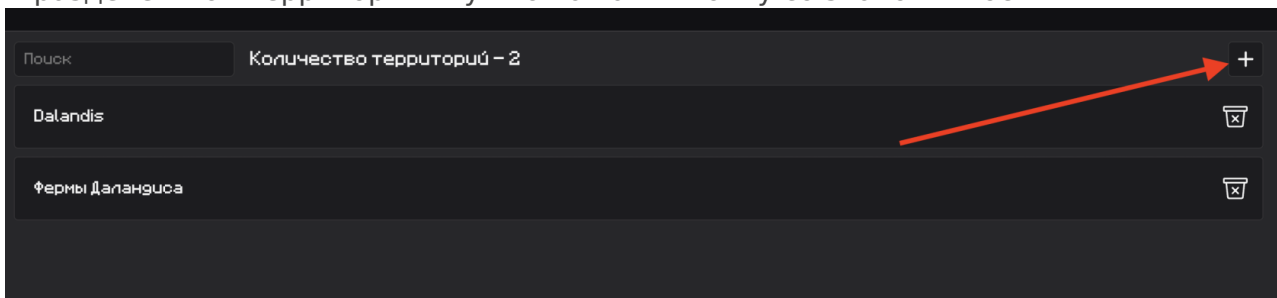 Поиск
Количество территорий – 2
+
Dalandis
Фермы Даландиса